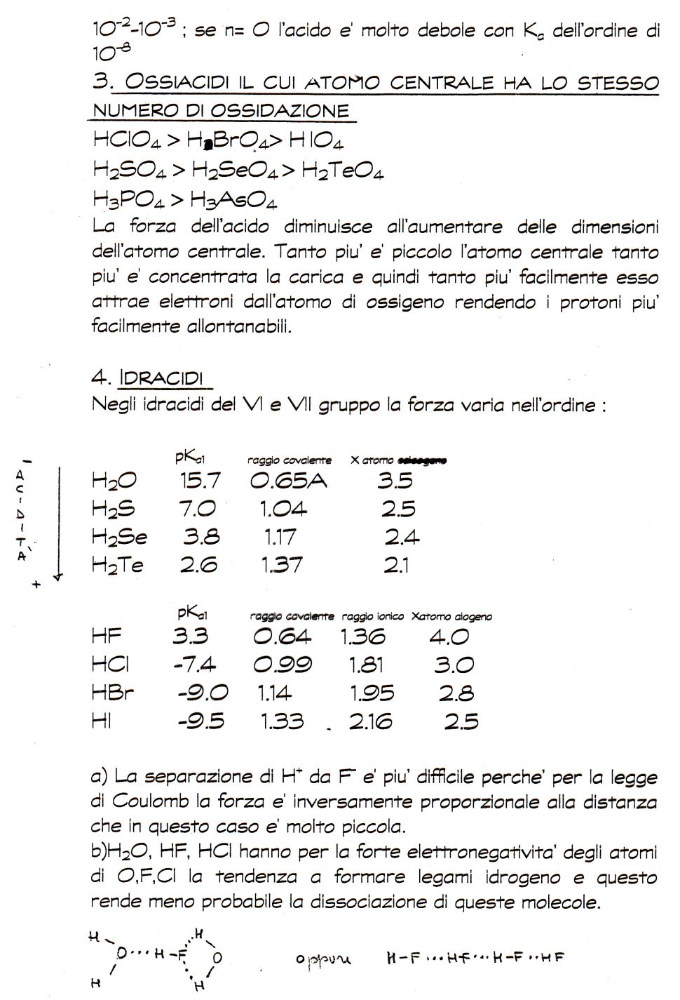 10⁻²-10⁻³ ; se n= 0 l'acido e' molto debole con Kₐ dell'ordine di
10⁻⁸
3. OSSIACIDI IL CUI ATOMO CENTRALE HA LO STESSO
NUMERO DI OSSIDAZIONE
HClO₄ > HBrO₄> HIO₄
H₂SO₄ > H₂SeO₄> H₂TeO₄
H₃PO₄ > H₃AsO₄
La forza dell'acido diminuisce all'aumentare delle dimensioni
dell'atomo centrale. Tanto piu' e' piccolo l'atomo centrale tanto
piu' e' concentrata la carica e quindi tanto piu' facilmente esso
attrae elettroni dall'atomo di ossigeno rendendo i protoni piu'
facilmente allontanabili.
4. IDRACIDI
Negli idracidi del VI e VII gruppo la forza varia nell'ordine :
pKₐ₁ raggio covalente X atomo
H₂O 15.7 0.65A 3.5
H₂S 7.0 1.04 2.5
H₂Se 3.8 1.17 2.4
H₂Te 2.6 1.37 2.1
− ACIDITÀ +
pKₐ₁ raggio covalente raggio ionico Xatomo alogeno
HF 3.3 0.64 1.36 4.0
HCl -7.4 0.99 1.81 3.0
HBr -9.0 1.14 1.95 2.8
HI -9.5 1.33 2.16 2.5
a) La separazione di H⁺ da F⁻ e' piu' difficile perche' per la legge
di Coulomb la forza e' inversamente proporzionale alla distanza
che in questo caso e' molto piccola.
b)H₂O, HF, HCl hanno per la forte elettronegativita' degli atomi
di O,F,Cl la tendenza a formare legami idrogeno e questo
rende meno probabile la dissociazione di queste molecole.
H H
O···H-F O oppure H-F...HF...H-F..HF
H H